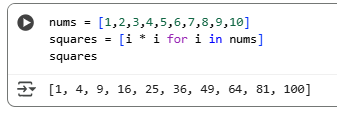 nums = [1,2,3,4,5,6,7,8,9,10]
squares = [i * i for i in nums]
squares
[1, 4, 9, 16, 25, 36, 49, 64, 81, 100]